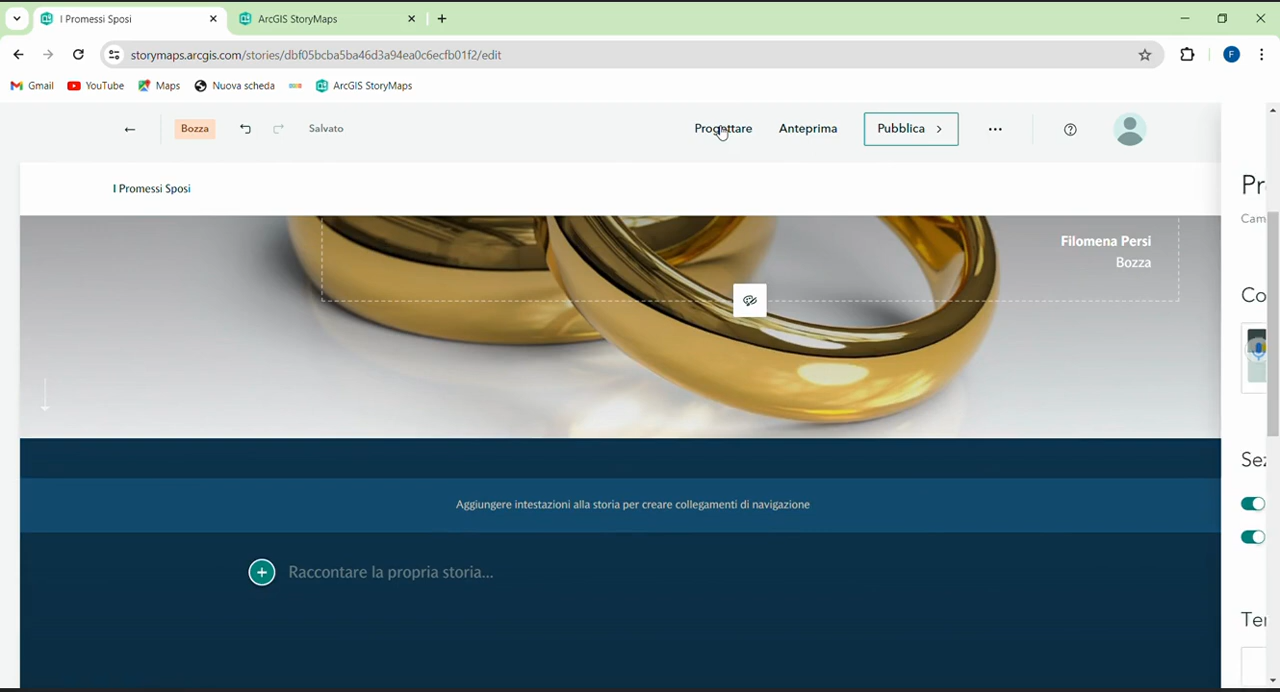 I Promessi Sposi
ArcGIS StoryMaps
storymaps.arcgis.com/stories/dbf05bcba5ba46d3a94ea0c6ecfb01f2/edit
F
Gmail
YouTube
Maps
Nuova scheda
ArcGIS StoryMaps
Bozza
Salvato
Progettare
Anteprima
Pubblica
I Promessi Sposi
Filomena Persi
Bozza
Aggiungere intestazioni alla storia per creare collegamenti di navigazione
Raccontare la propria storia...
Pr
Cam
Co
Sez
Ter